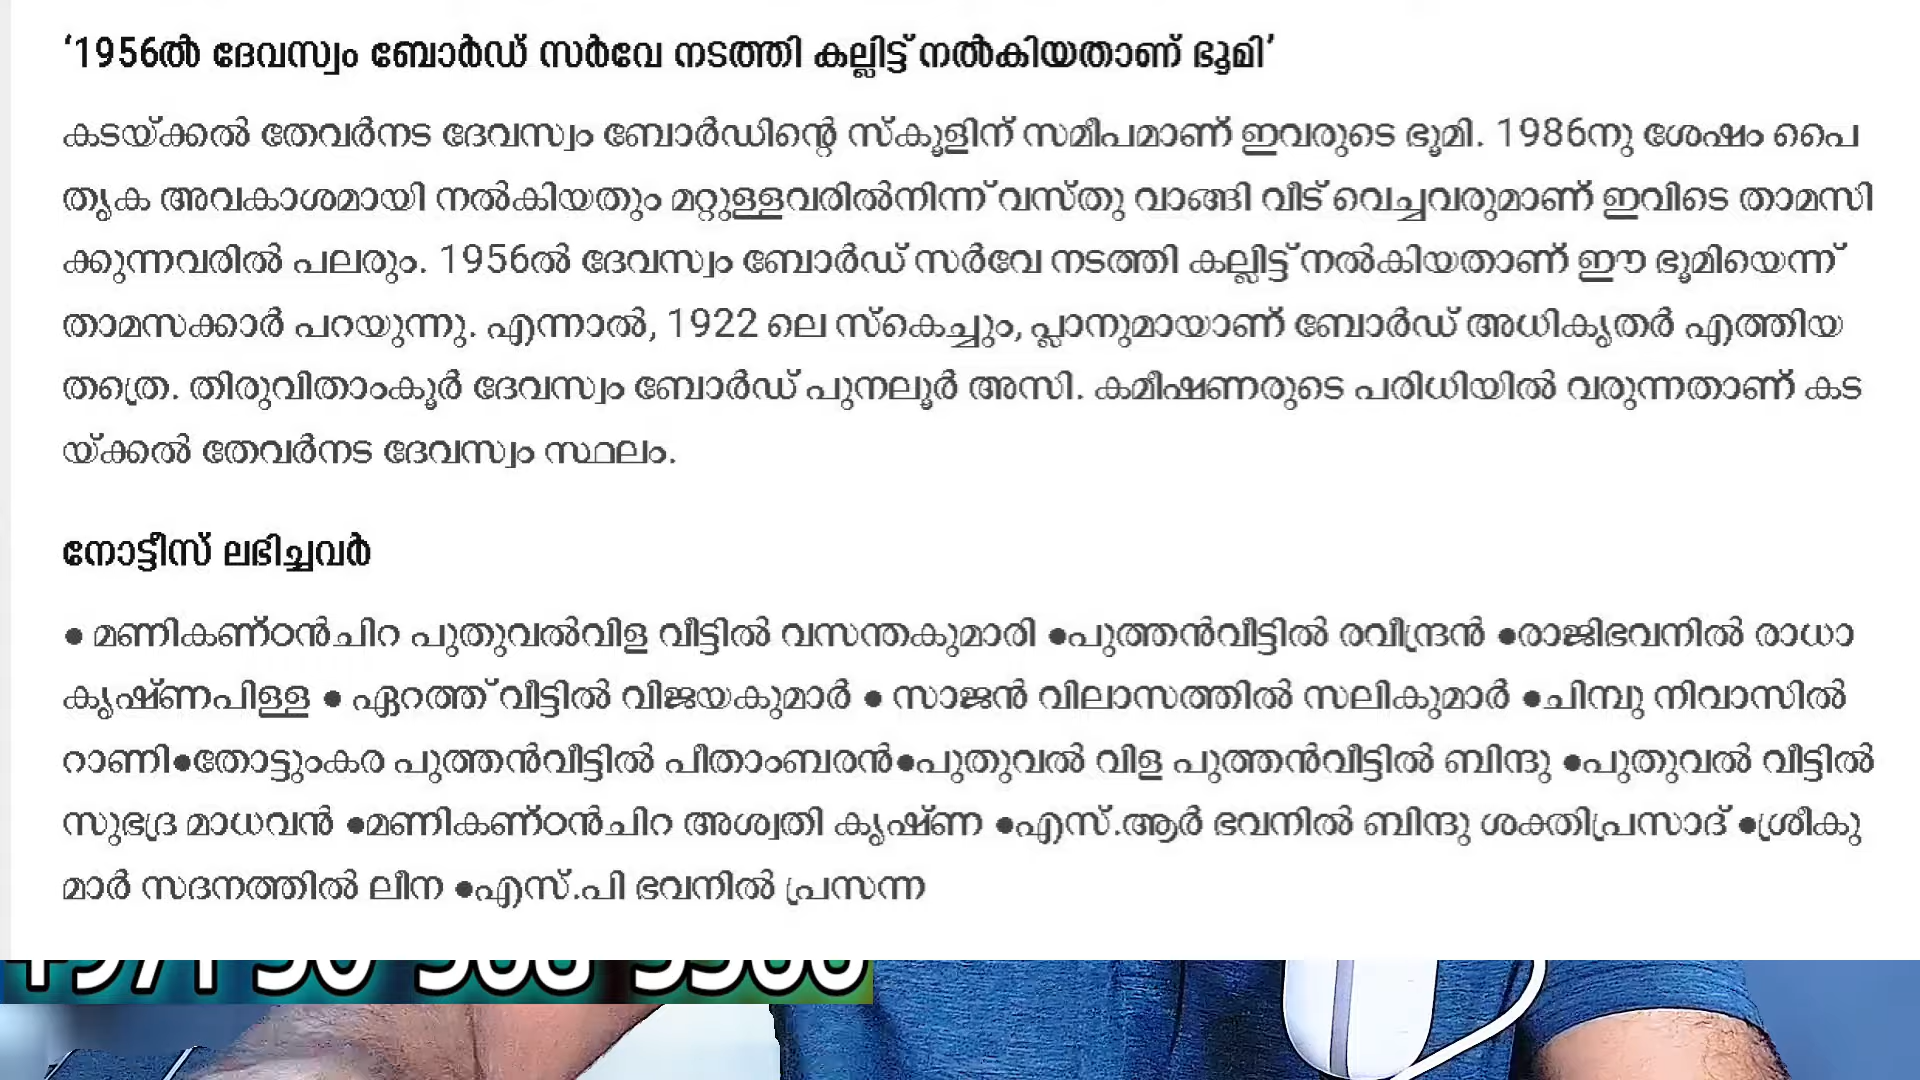 ‘1956ൽ ദേവസ്വം ബോർഡ് സർവേ നടത്തി കല്ലിട്ട് നൽകിയതാണ് ഭൂമി’
കടയ്ക്കൽ തേവർനട ദേവസ്വം ബോർഡിന്റെ സ്കൂളിന് സമീപമാണ് ഇവരുടെ ഭൂമി. 1986നു ശേഷം പൈ
തൃക അവകാശമായി നൽകിയതും മറ്റുള്ളവരിൽനിന്ന് വസ്തു വാങ്ങി വീട് വെച്ചവരുമാണ് ഇവിടെ താമസി
ക്കുന്നവരിൽ പലരും. 1956ൽ ദേവസ്വം ബോർഡ് സർവേ നടത്തി കല്ലിട്ട് നൽകിയതാണ് ഈ ഭൂമിയെന്ന്
താമസക്കാർ പറയുന്നു. എന്നാൽ, 1922 ലെ സ്കെച്ചും, പ്ലാനുമായാണ് ബോർഡ് അധികൃതർ എത്തിയ
തത്രെ. തിരുവിതാംകൂർ ദേവസ്വം ബോർഡ് പുനലൂർ അസി. കമീഷണരുടെ പരിധിയിൽ വരുന്നതാണ് കട
യ്ക്കൽ തേവർനട ദേവസ്വം സ്ഥലം.
നോട്ടീസ് ലഭിച്ചവർ
● മണികണ്ഠൻചിറ പുതുവൽവിള വീട്ടിൽ വസന്തകുമാരി ●പുത്തൻവീട്ടിൽ രവീന്ദ്രൻ ●രാജിഭവനിൽ രാധാ
കൃഷ്ണപിള്ള ● ഏറത്ത് വീട്ടിൽ വിജയകുമാർ ● സാജൻ വിലാസത്തിൽ സലികുമാർ ●ചിമ്പു നിവാസിൽ
റാണി●തോട്ടുംകര പുത്തൻവീട്ടിൽ പീതാംബരൻ●പുതുവൽ വിള പുത്തൻവീട്ടിൽ ബിന്ദു ●പുതുവൽ വീട്ടിൽ
സുഭദ്ര മാധവൻ ●മണികണ്ഠൻചിറ അശ്വതി കൃഷ്ണ ●എസ്.ആർ ഭവനിൽ ബിന്ദു ശക്തിപ്രസാദ് ●ശ്രീകു
മാർ സദനത്തിൽ ലീന ●എസ്.പി ഭവനിൽ പ്രസന്ന